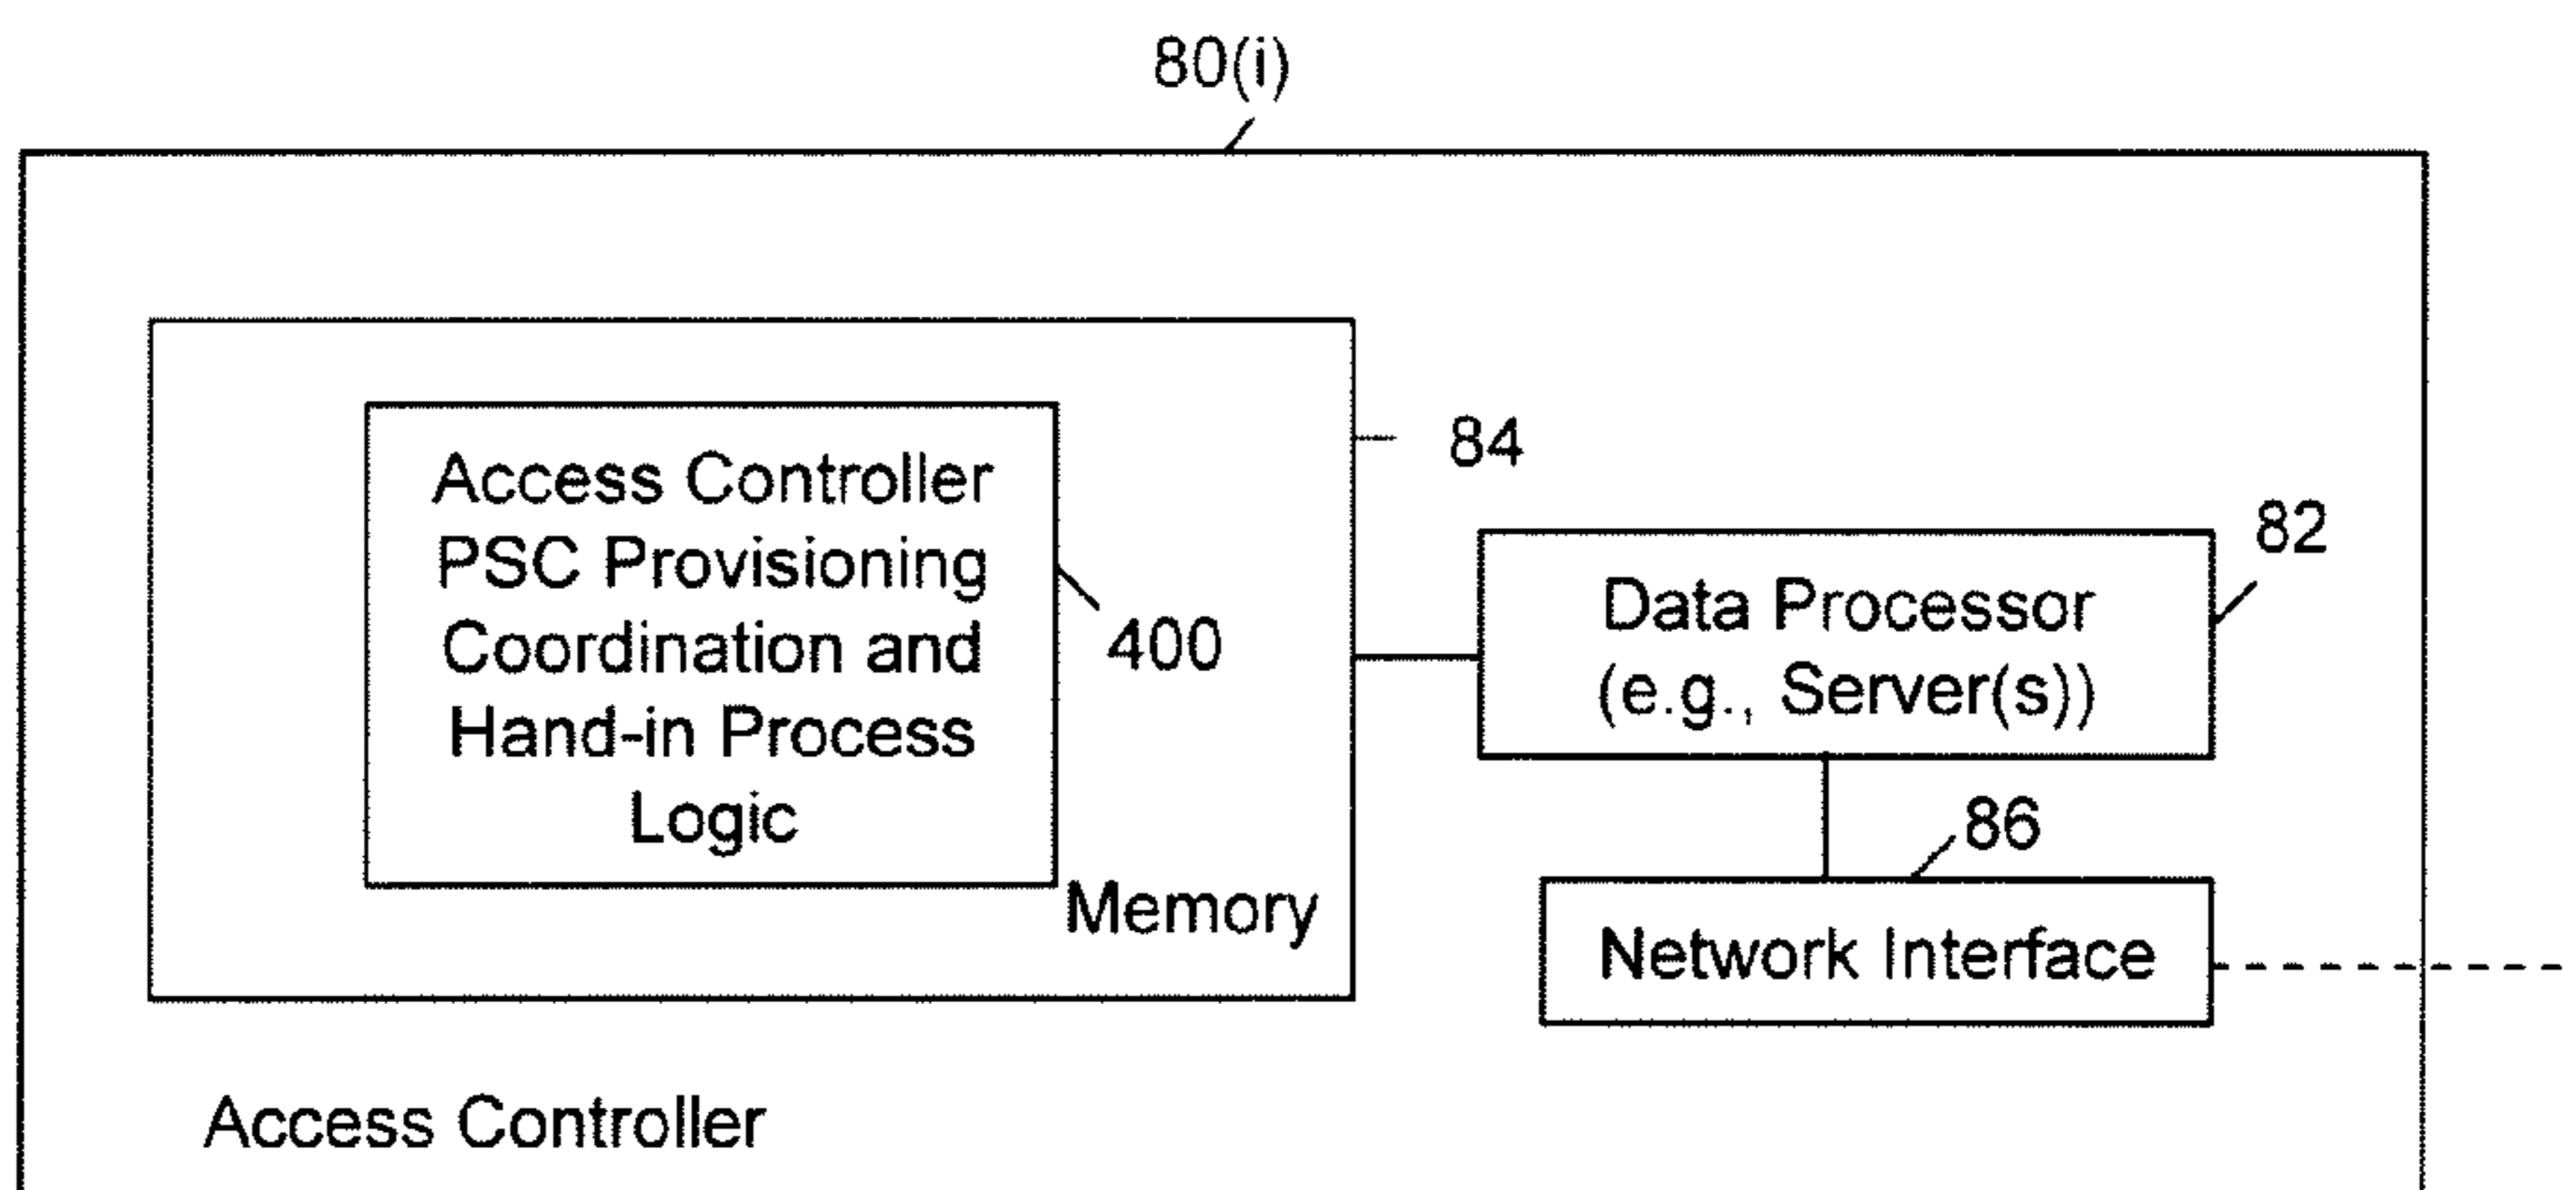 80(i)
Access Controller
PSC Provisioning
Coordination and
Hand-in Process
Logic
400
Memory
84
Data Processor
(e.g., Server(s))
82
86
Network Interface
Access Controller